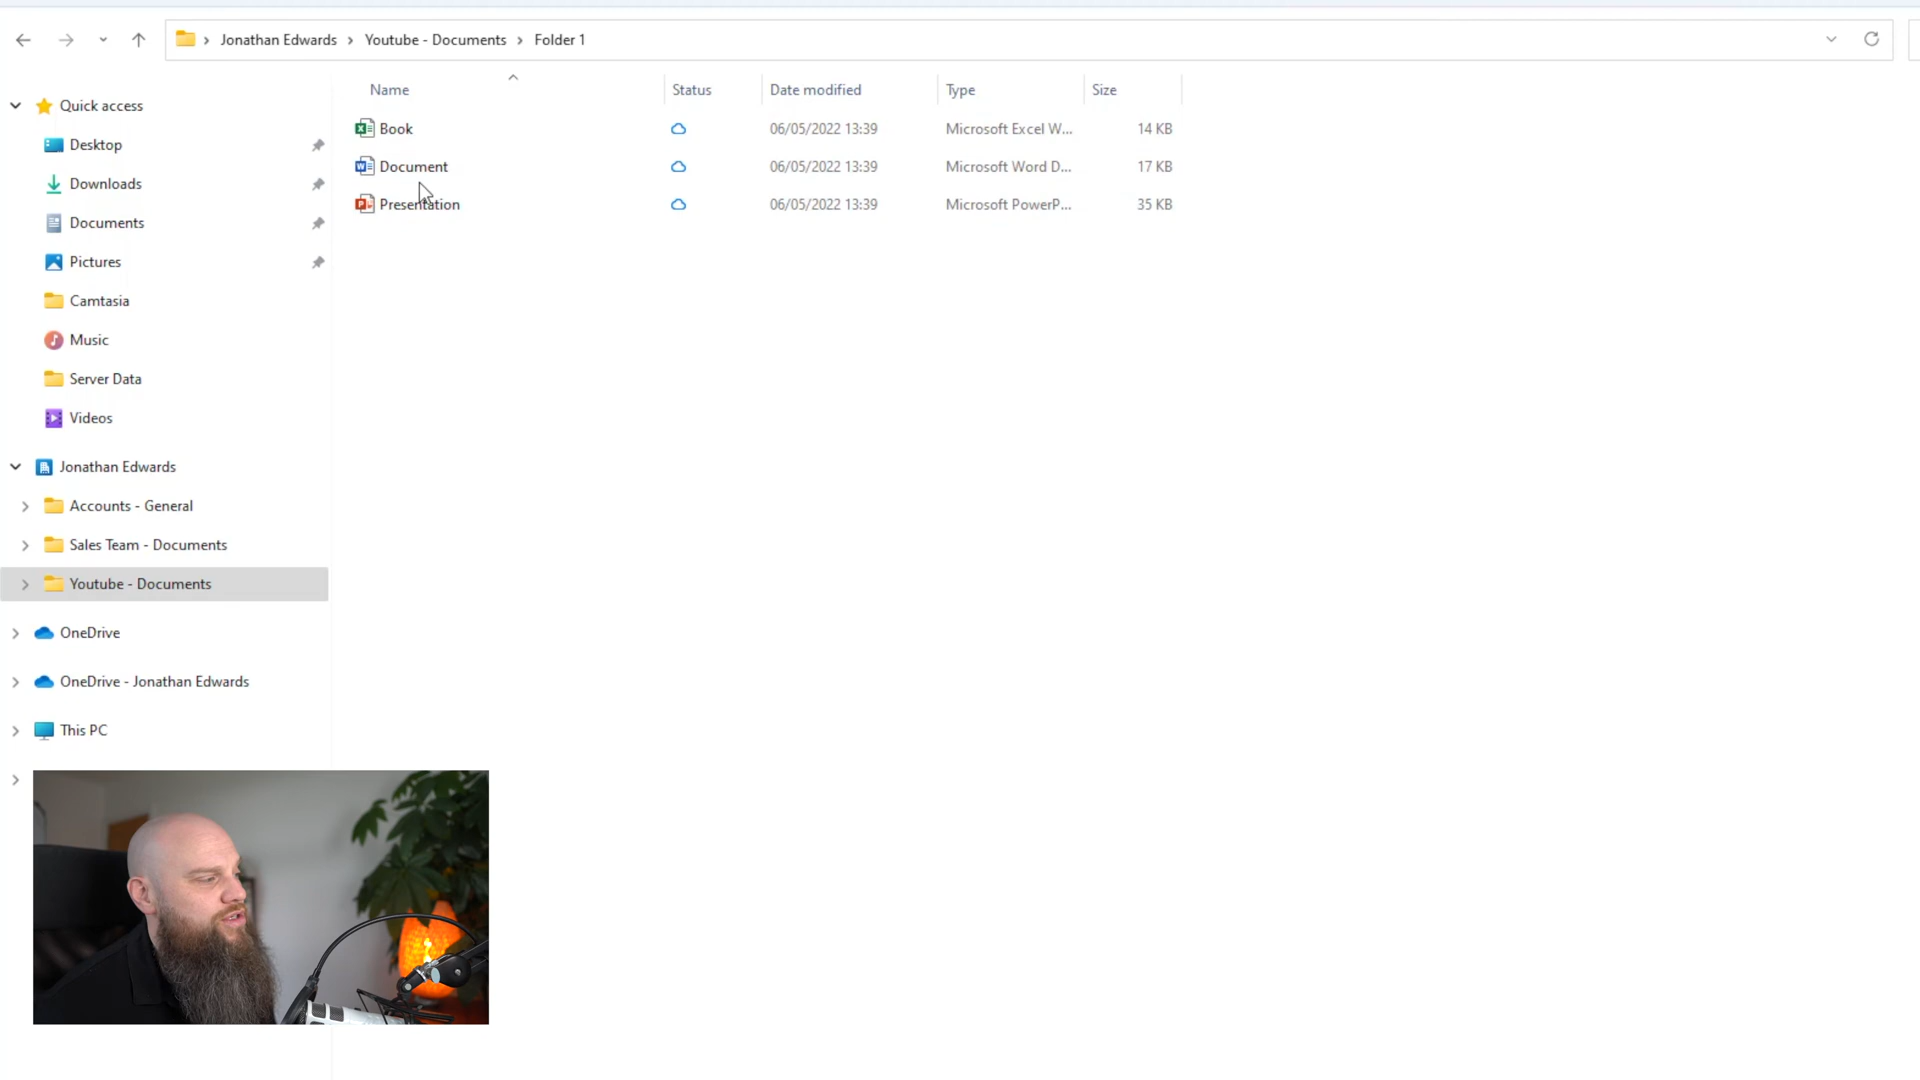 Jonathan Edwards Youtube - Documents Folder 1
Name Status Date modified Type Size
Quick access
Desktop
Downloads
Documents
Pictures
Camtasia
Music
Server Data
Videos
Jonathan Edwards
Accounts - General
Sales Team - Documents
Youtube - Documents
OneDrive
OneDrive - Jonathan Edwards
This PC
Book 06/05/2022 13:39 Microsoft Excel W... 14 KB
Document 06/05/2022 13:39 Microsoft Word D... 17 KB
Presentation 06/05/2022 13:39 Microsoft PowerP... 35 KB